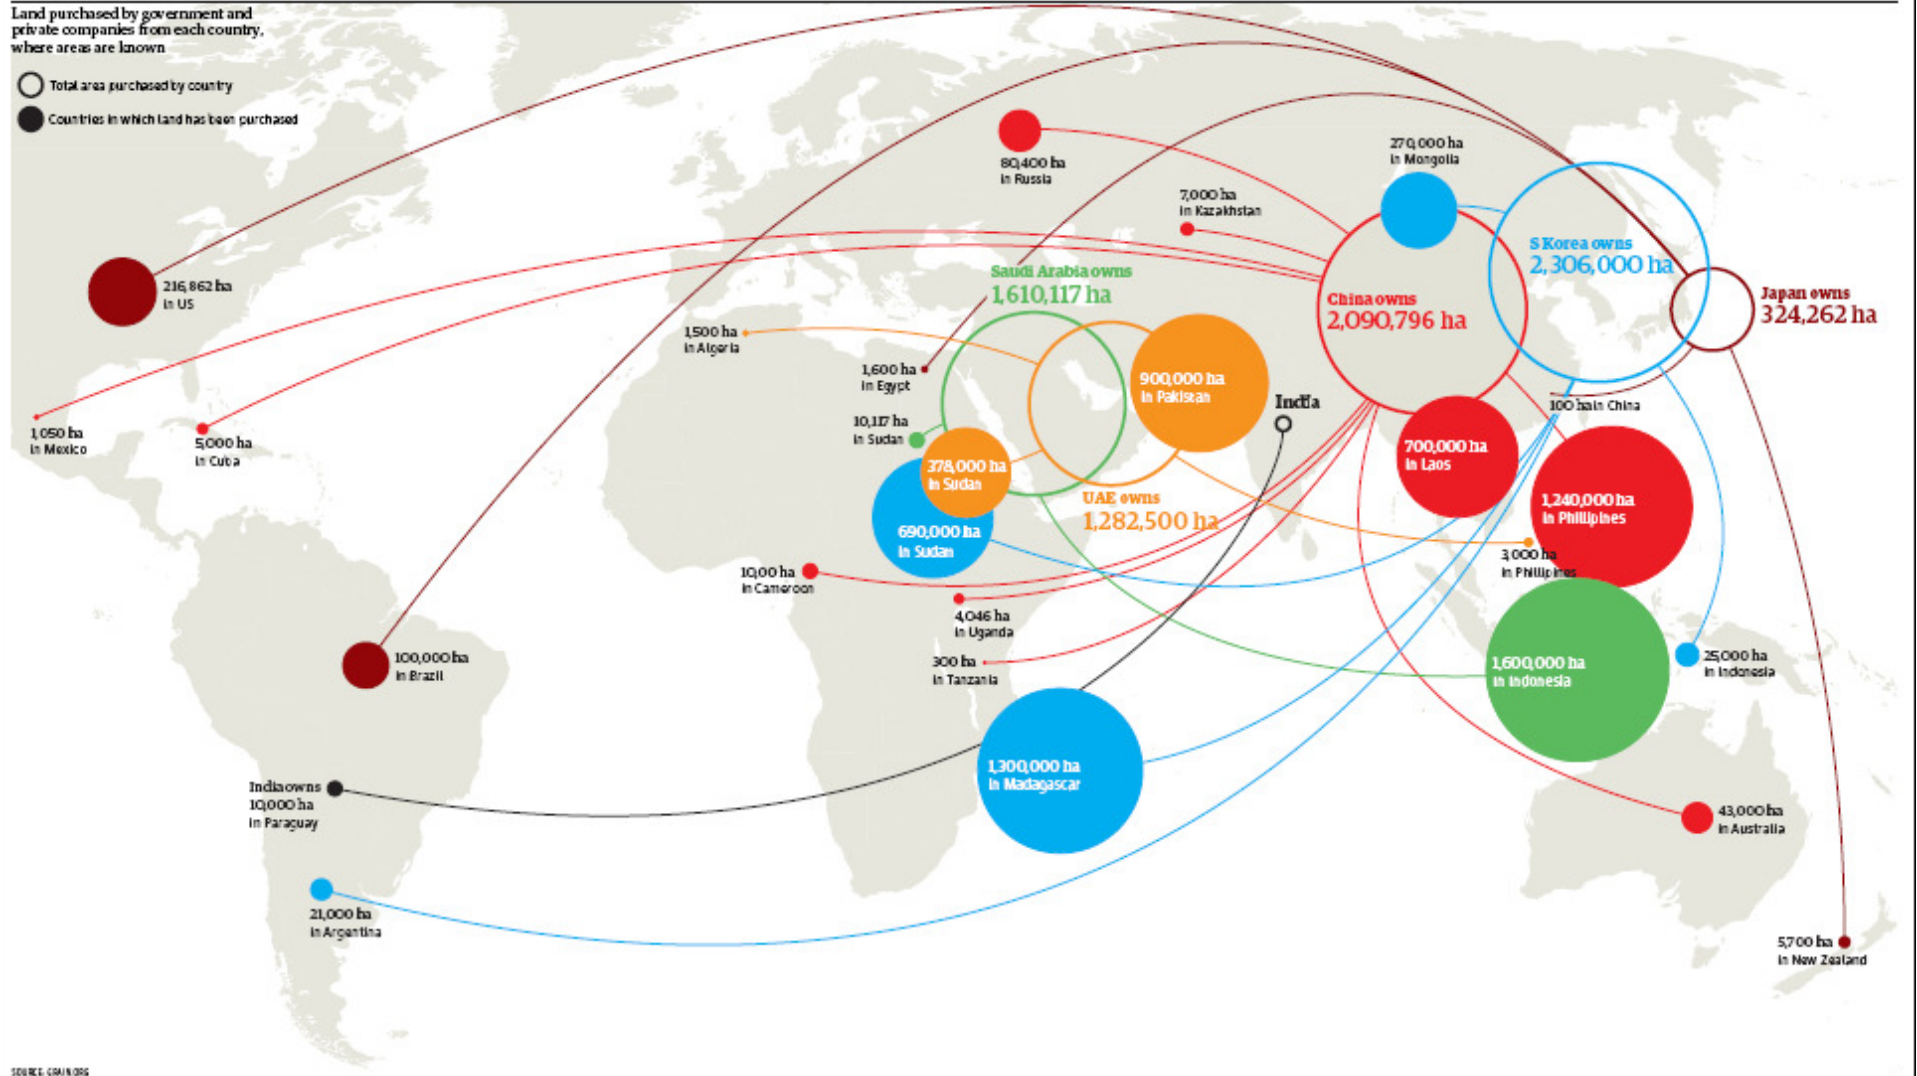 Land purchased by government and
private companies from each country,
where areas are known
Total area purchased by country
Countries in which land has been purchased
80,400 ha
in Russia
270,000 ha
in Mongolia
7,000 ha
in Kazakhstan
S Korea owns
2,306,000 ha
216,862 ha
in US
Saudi Arabia owns
1,610,117 ha
China owns
2,090,796 ha
Japan owns
324,262 ha
1,500 ha
in Algeria
1,600 ha
in Egypt
900,000 ha
in Pakistan
India
100 ha in China
10,117 ha
in Sudan
1,050 ha
in Mexico
5,000 ha
in Cuba
378,000 ha
in Sudan
700,000 ha
in Laos
UAE owns
1,282,500 ha
1,240,000 ha
in Phillipines
690,000 ha
in Sudan
3,000 ha
in Phillipines
10,00 ha
in Cameroon
4,046 ha
in Uganda
300 ha
in Tanzania
100,000 ha
in Brazil
1,600,000 ha
in Indonesia
25,000 ha
in Indonesia
1,300,000 ha
in Madagascar
India owns
10,000 ha
in Paraguay
43,000 ha
in Australia
21,000 ha
in Argentina
5,700 ha
in New Zealand
SOURCE: GRAIN.ORG